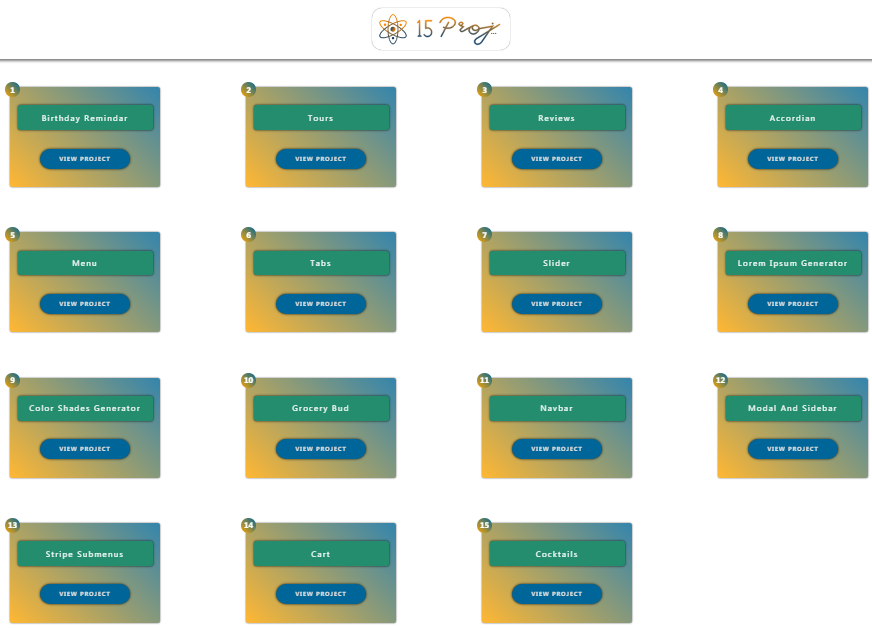 15 Proj...
1
Birthday Remindar
VIEW PROJECT
2
Tours
VIEW PROJECT
3
Reviews
VIEW PROJECT
4
Accordian
VIEW PROJECT
5
Menu
VIEW PROJECT
6
Tabs
VIEW PROJECT
7
Slider
VIEW PROJECT
8
Lorem Ipsum Generator
VIEW PROJECT
9
Color Shades Generator
VIEW PROJECT
10
Grocery Bud
VIEW PROJECT
11
Navbar
VIEW PROJECT
12
Modal And Sidebar
VIEW PROJECT
13
Stripe Submenus
VIEW PROJECT
14
Cart
VIEW PROJECT
15
Cocktails
VIEW PROJECT